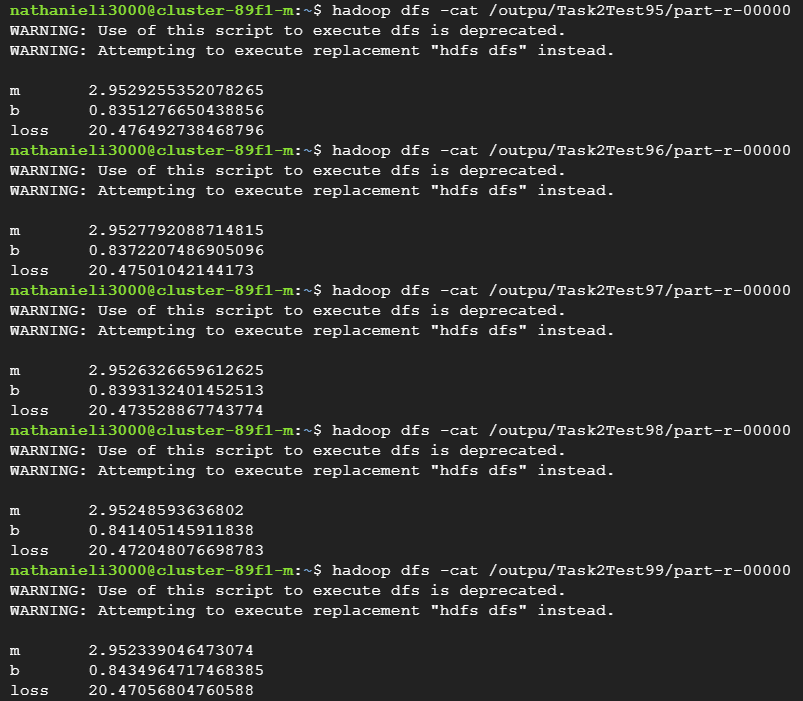 nathanieli3000@cluster-89f1-m:~$ hadoop dfs -cat /outpu/Task2Test95/part-r-00000
WARNING: Use of this script to execute dfs is deprecated.
WARNING: Attempting to execute replacement "hdfs dfs" instead.
m       2.9529255352078265
b       0.8351276650438856
loss    20.476492738468796
nathanieli3000@cluster-89f1-m:~$ hadoop dfs -cat /outpu/Task2Test96/part-r-00000
WARNING: Use of this script to execute dfs is deprecated.
WARNING: Attempting to execute replacement "hdfs dfs" instead.
m       2.9527792088714815
b       0.8372207486905096
loss    20.47501042144173
nathanieli3000@cluster-89f1-m:~$ hadoop dfs -cat /outpu/Task2Test97/part-r-00000
WARNING: Use of this script to execute dfs is deprecated.
WARNING: Attempting to execute replacement "hdfs dfs" instead.
m       2.9526326659612625
b       0.8393132401452513
loss    20.473528867743774
nathanieli3000@cluster-89f1-m:~$ hadoop dfs -cat /outpu/Task2Test98/part-r-00000
WARNING: Use of this script to execute dfs is deprecated.
WARNING: Attempting to execute replacement "hdfs dfs" instead.
m       2.95248593636802
b       0.841405145911838
loss    20.472048076698783
nathanieli3000@cluster-89f1-m:~$ hadoop dfs -cat /outpu/Task2Test99/part-r-00000
WARNING: Use of this script to execute dfs is deprecated.
WARNING: Attempting to execute replacement "hdfs dfs" instead.
m       2.952339046473074
b       0.8434964717468385
loss    20.47056804760588